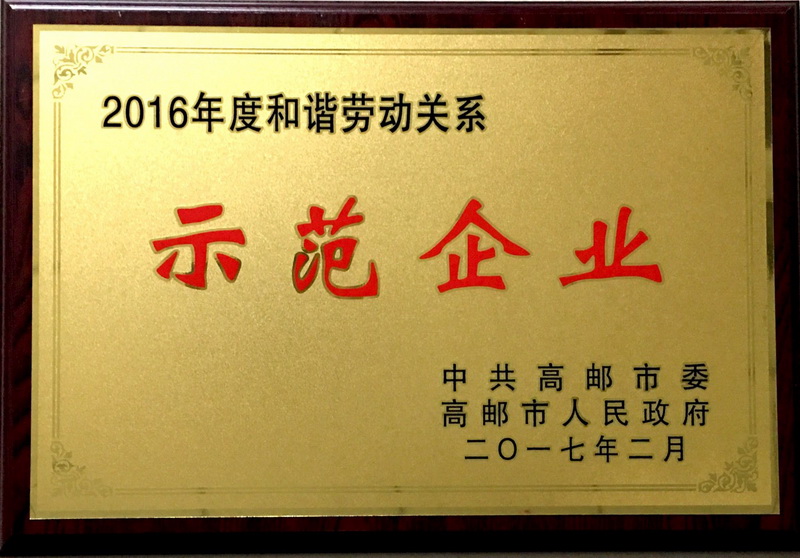 2016年度和谐劳动关系
示范企业
中共高邮市委
高邮市人民政府
二〇一七年二月